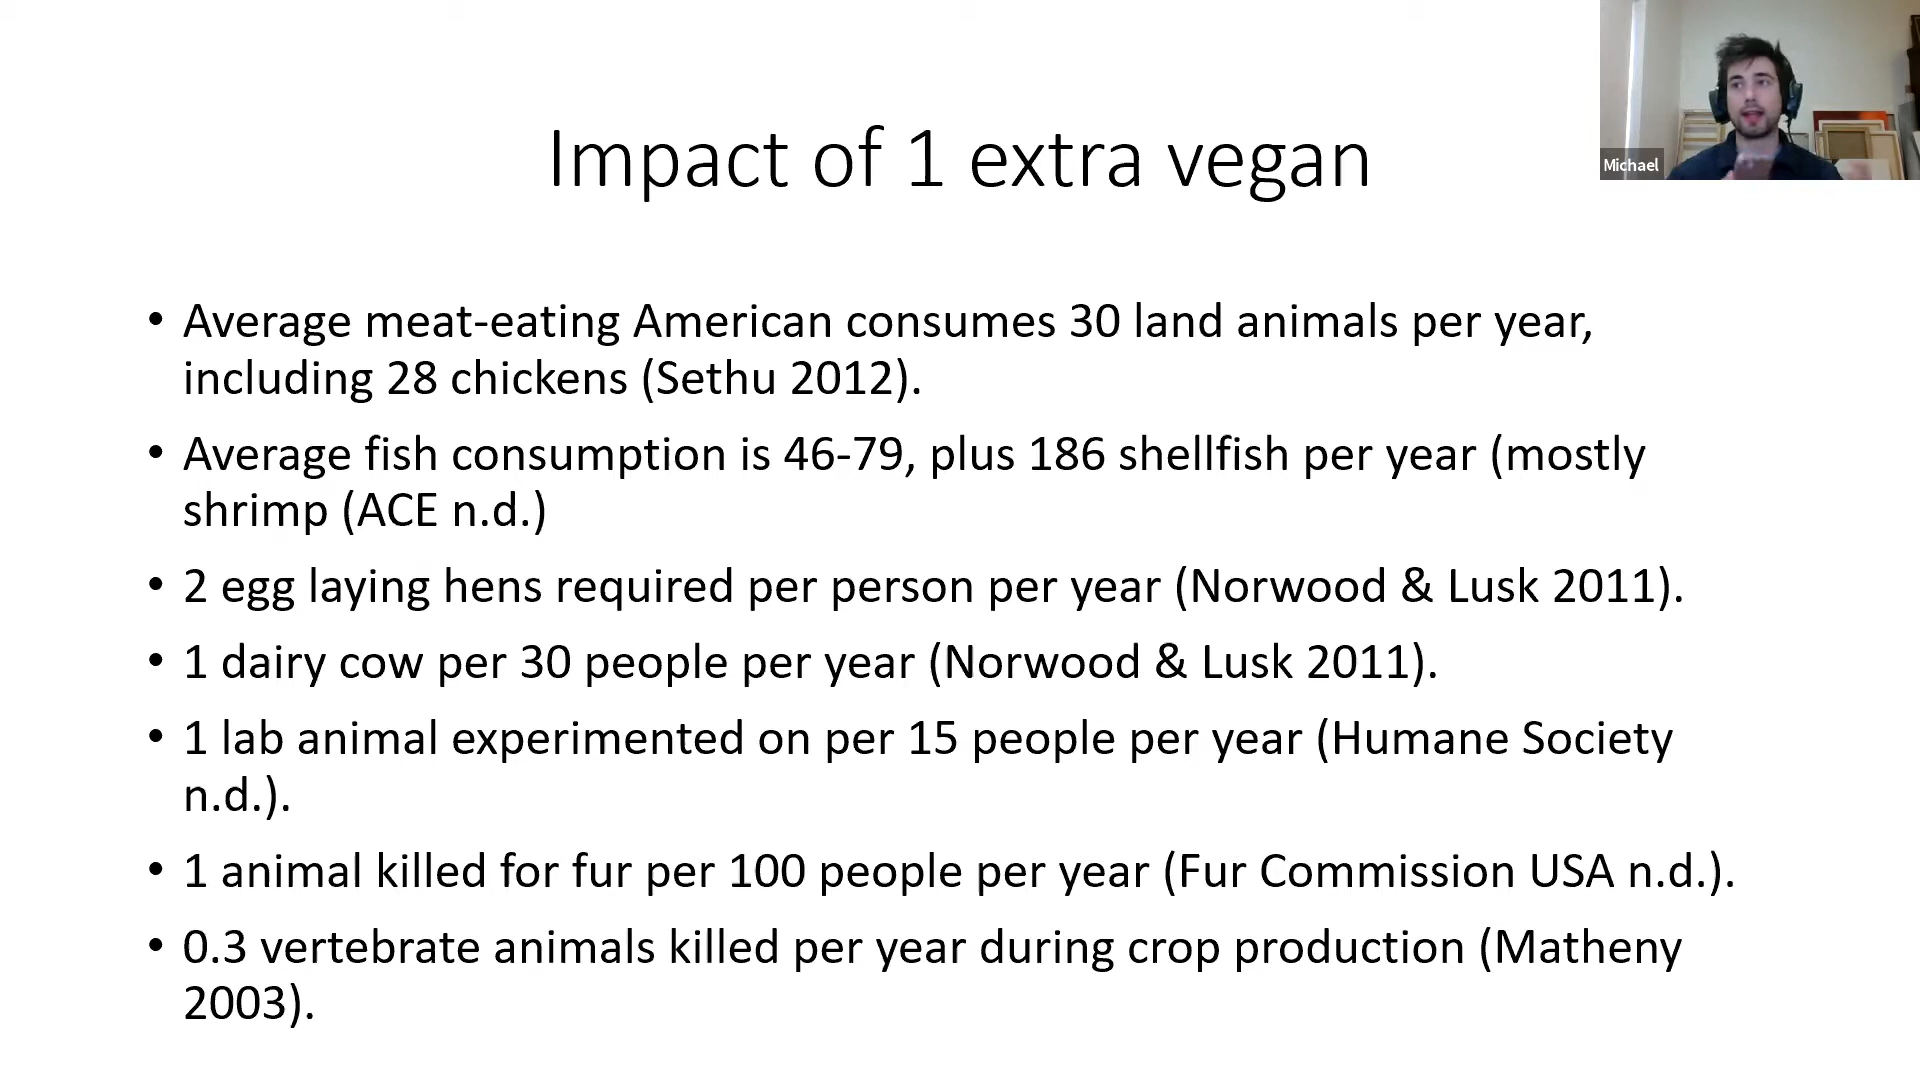 Michael
Impact of 1 extra vegan
• Average meat-eating American consumes 30 land animals per year,
including 28 chickens (Sethu 2012).
• Average fish consumption is 46-79, plus 186 shellfish per year (mostly
shrimp (ACE n.d.)
• 2 egg laying hens required per person per year (Norwood & Lusk 2011).
• 1 dairy cow per 30 people per year (Norwood & Lusk 2011).
• 1 lab animal experimented on per 15 people per year (Humane Society
n.d.).
• 1 animal killed for fur per 100 people per year (Fur Commission USA n.d.).
• 0.3 vertebrate animals killed per year during crop production (Matheny
2003).